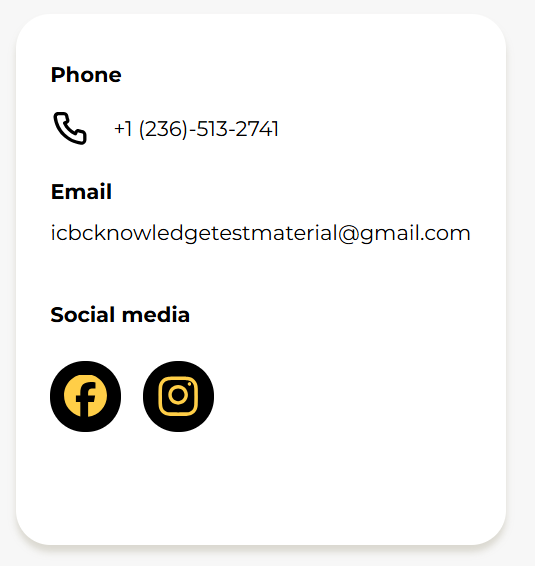 Phone
+1 (236)-513-2741
Email
icbcknowledgetestmaterial@gmail.com
Social media